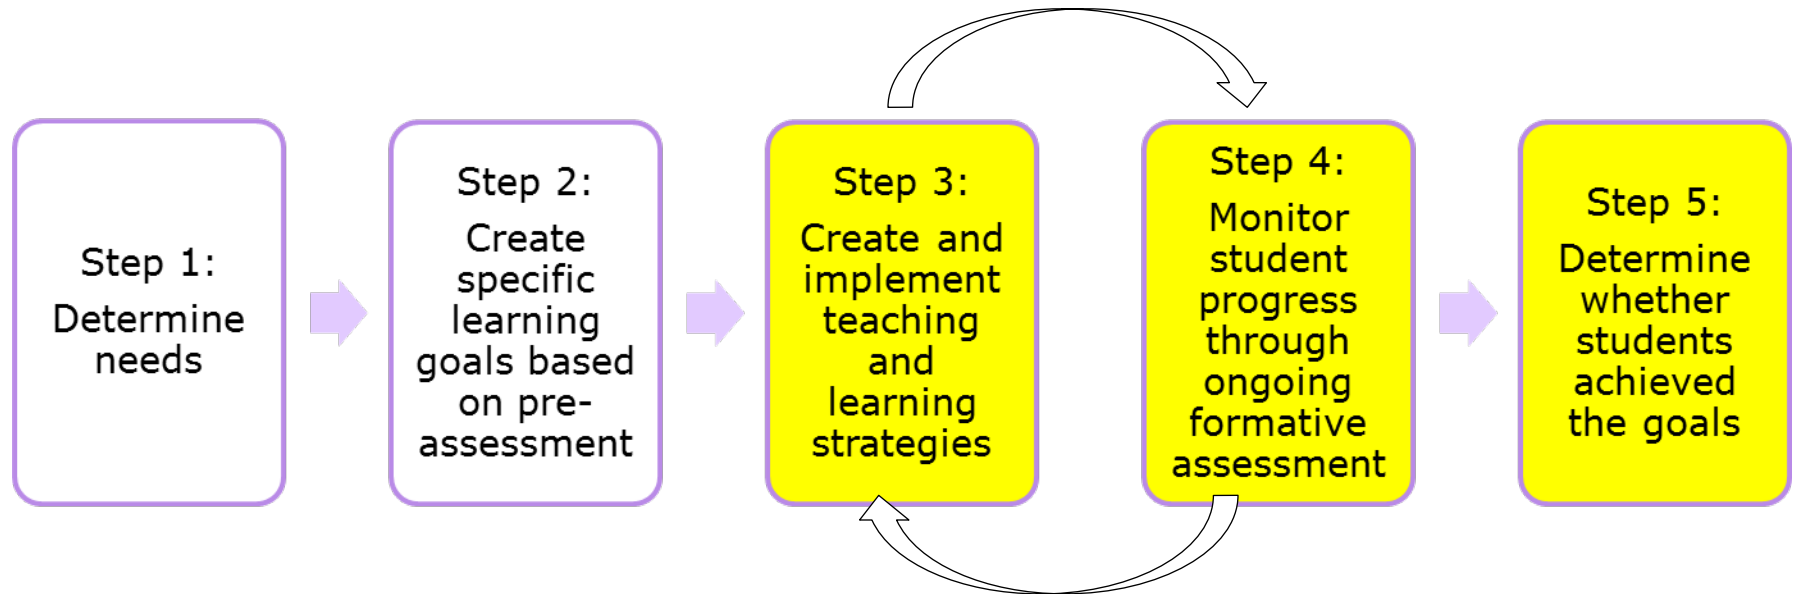 Step 1:
Determine
needs
Step 2:
Create
specific
learning
goals based
on pre-
assessment
Step 3:
Create and
implement
teaching
and
learning
strategies
Step 4:
Monitor
student
progress
through
ongoing
formative
assessment
Step 5:
Determine
whether
students
achieved
the goals